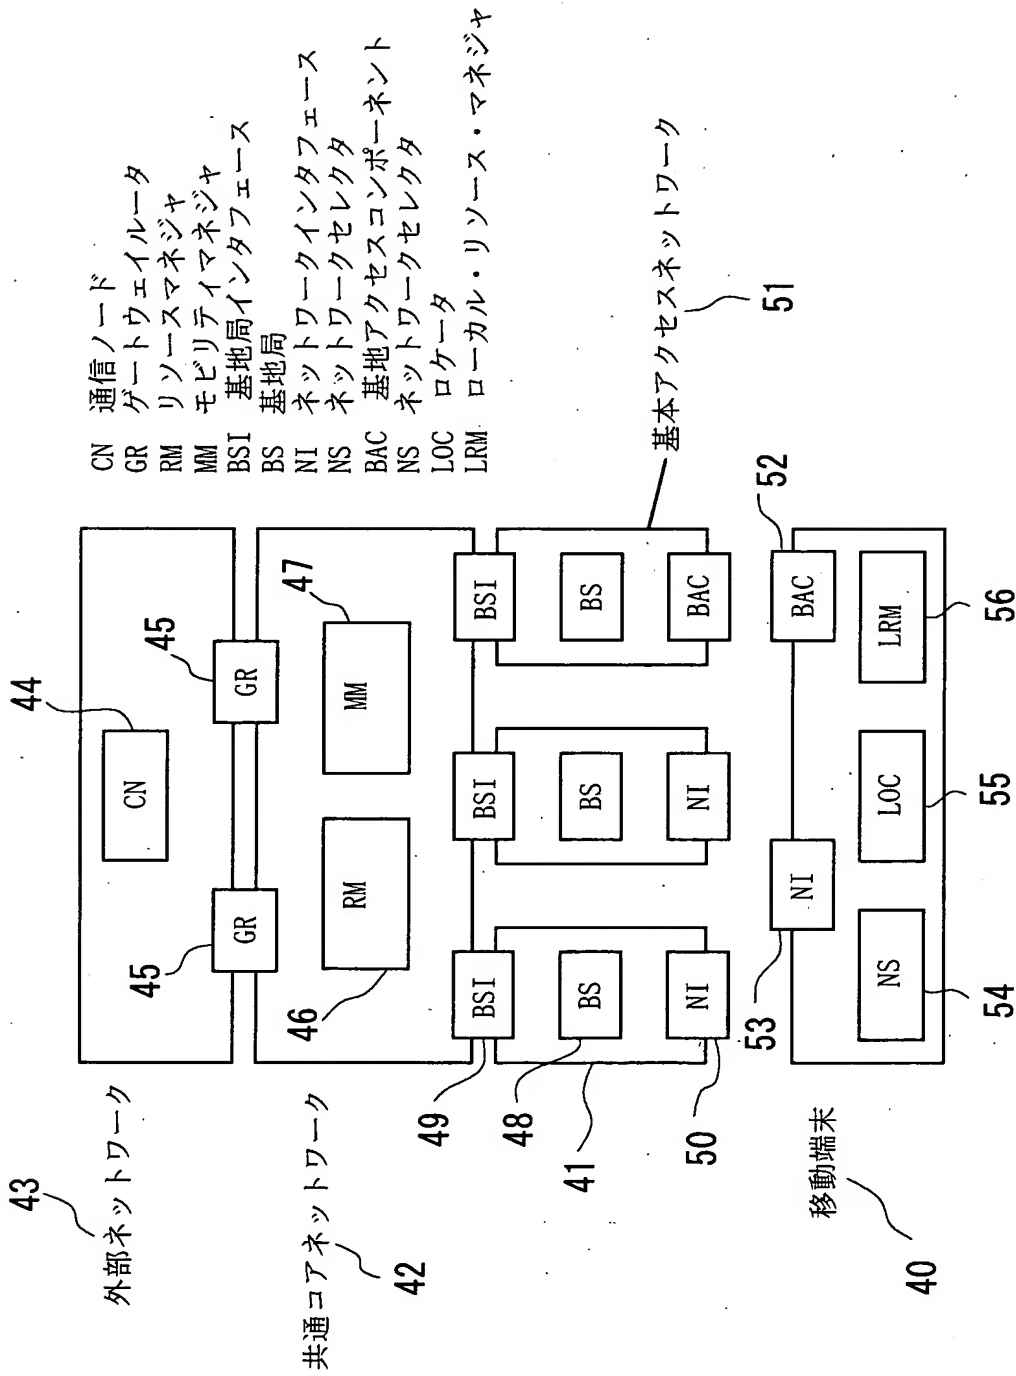 43
外部ネットワーク
44
CN
45
GR
45
GR
共通コアネットワーク
42
46
RM
47
MM
49
BSI
BSI
BSI
48
BS
BS
BS
41
50
NI
NI
BAC
基本アクセスネットワーク
51
移動端末
40
53
NI
BAC
52
NS
LOC
LRM
54
55
56
CN 通信ノード
GR ゲートウェイルータ
RM リソースマネジャ
MM モビリティマネジャ
BSI 基地局インタフェース
BS 基地局
NI ネットワークインタフェース
NS ネットワークセレクタ
BAC 基地アクセスコンポーネント
NS ネットワークセレクタ
LOC ロケータ
LRM ローカル・リソース・マネジャ